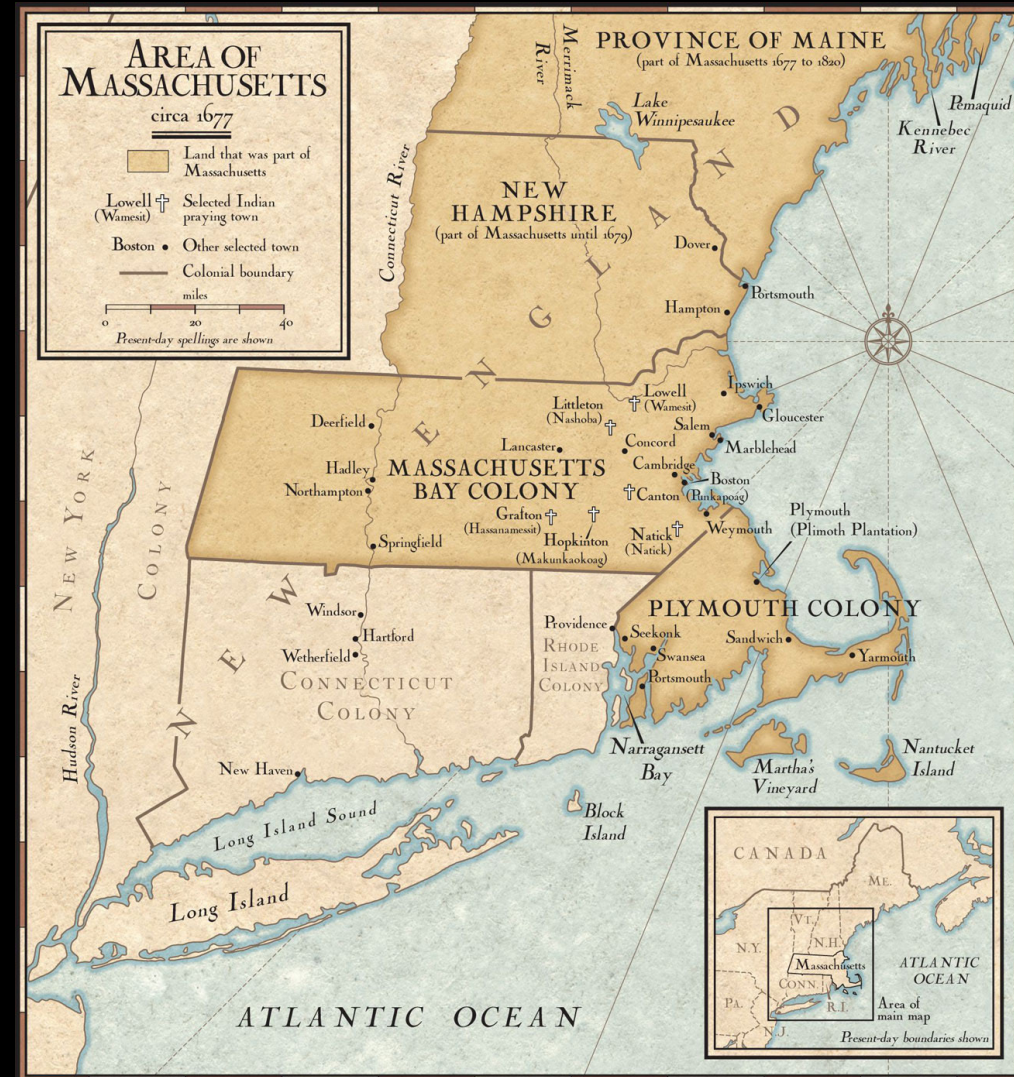 AREA OF
MASSACHUSETTS
circa 1677
Land that was part of
Massachusetts
Lowell
(Wamesit)
Selected Indian
praying town
Boston
Other selected town
Colonial boundary
miles
0 20 40
Present-day spellings are shown
PROVINCE OF MAINE
(part of Massachusetts 1677 to 1820)
Merrimack
River
Lake
Winnipesaukee
Pemaquid
Kennebec
River
Connecticut River
NEW
HAMPSHIRE
(part of Massachusetts until 1679)
Dover
Portsmouth
Hampton
NEW ENGLAND
Ipswich
Gloucester
Lowell
(Wamesit)
Littleton
(Nashoba)
Salem
Marblehead
Deerfield
Concord
Lancaster
Cambridge
Hadley
MASSACHUSETTS
BAY COLONY
Northampton
Boston
Canton (Punkapoag)
Grafton
(Hassanamessit)
Hopkinton
(Makunkaokoag)
Natick
(Natick)
Weymouth
Plymouth
(Plimoth Plantation)
Springfield
NEW YORK
COLONY
PLYMOUTH COLONY
Windsor
Hartford
Wetherfield
Providence
Seekonk
Sandwich
Swansea
Yarmouth
Portsmouth
RHODE
ISLAND
COLONY
CONNECTICUT
COLONY
Hudson River
New Haven
Narragansett
Bay
Martha's
Vineyard
Nantucket
Island
Block
Island
Long Island Sound
Long Island
ATLANTIC OCEAN
CANADA
ME.
VT.
N.H.
N.Y.
Massachusetts
CONN.
R.I.
PA.
N.J.
ATLANTIC
OCEAN
Area of
main map
Present-day boundaries shown